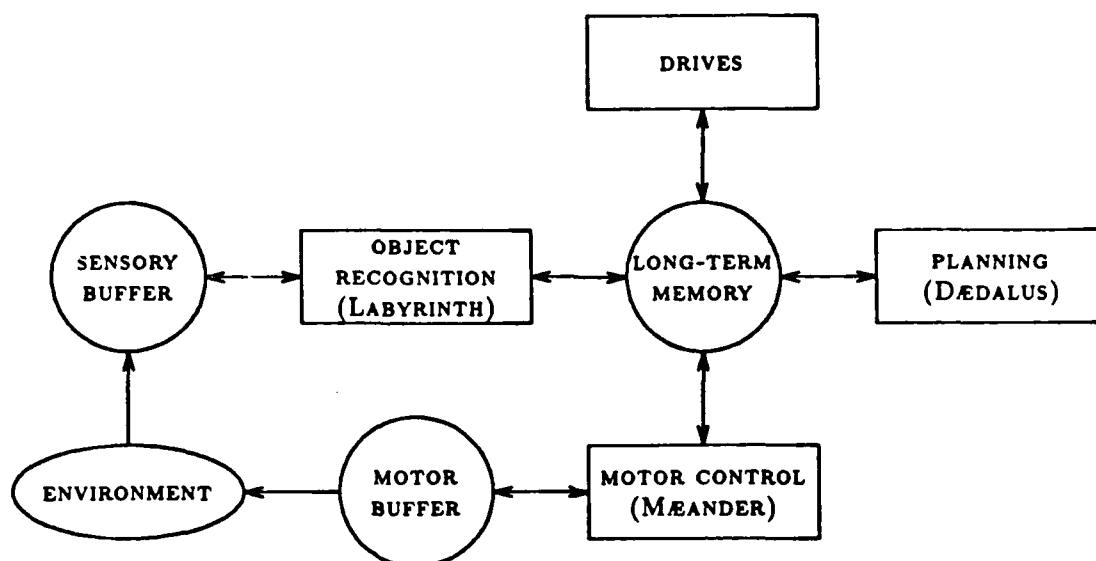 DRIVES
SENSORY
BUFFER
OBJECT
RECOGNITION
(LABYRINTH)
LONG-TERM
MEMORY
PLANNING
(DÆDALUS)
ENVIRONMENT
MOTOR
BUFFER
MOTOR CONTROL
(MÆANDER)